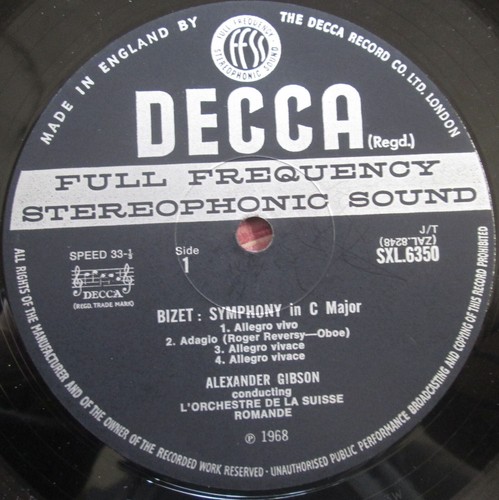 MADE IN ENGLAND BY
THE DECCA RECORD CO. LTD. LONDON
FULL FREQUENCY
FFSS
STEREOPHONIC SOUND
DECCA
(Regd.)
FULL FREQUENCY
STEREOPHONIC SOUND
SPEED 33-⅓
DECCA
(REGD. TRADE MARK)
Side
1
J/T
(ZAL.8248)
SXL.6350
BIZET : SYMPHONY in C Major
1. Allegro vivo
2. Adagio (Roger Reversy—Oboe)
3. Allegro vivace
4. Allegro vivace
ALEXANDER GIBSON
conducting
L'ORCHESTRE DE LA SUISSE
ROMANDE
℗ 1968
ALL RIGHTS OF THE MANUFACTURER AND OF THE OWNER OF THE RECORDED WORK RESERVED - UNAUTHORISED PUBLIC PERFORMANCE BROADCASTING AND COPYING OF THIS RECORD PROHIBITED